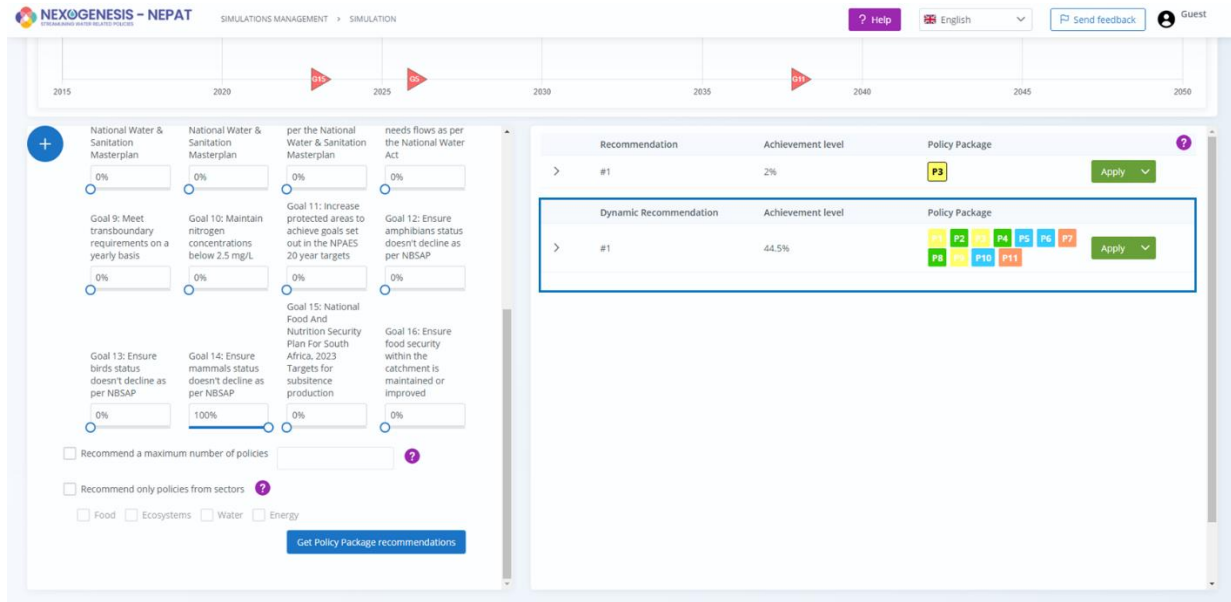 NEXOGENESIS - NEPAT
STREAMLINING WATER RELATED POLICIES
SIMULATIONS MANAGEMENT > SIMULATION
? Help
English
Send feedback
Guest
G15
G5
G11
2015
2020
2025
2030
2035
2040
2045
2050
+
National Water &
Sanitation
Masterplan
0%
National Water &
Sanitation
Masterplan
0%
per the National
Water & Sanitation
Masterplan
0%
needs flows as per
the National Water
Act
0%
Goal 9: Meet
transboundary
requirements on a
yearly basis
0%
Goal 10: Maintain
nitrogen
concentrations
below 2.5 mg/L
0%
Goal 11: Increase
protected areas to
achieve goals set
out in the NPAES
20 year targets
0%
Goal 12: Ensure
amphibians status
doesn't decline as
per NBSAP
0%
Goal 13: Ensure
birds status
doesn't decline as
per NBSAP
0%
Goal 14: Ensure
mammals status
doesn't decline as
per NBSAP
100%
Goal 15: National
Food And
Nutrition Security
Plan For South
Africa, 2023
Targets for
subsitence
production
0%
Goal 16: Ensure
food security
within the
catchment is
maintained or
improved
0%
Recommend a maximum number of policies
?
Recommend only policies from sectors ?
Food Ecosystems Water Energy
Get Policy Package recommendations
Recommendation Achievement level Policy Package ?
> #1 2% P3 Apply
Dynamic Recommendation Achievement level Policy Package
> #1 44.5% P1 P2 P3 P4 P5 P6 P7 Apply
P8 P9 P10 P11